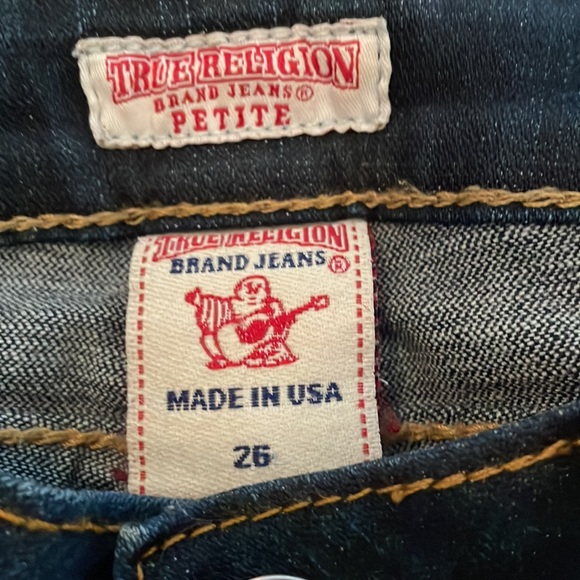 TRUE RELIGION
BRAND JEANS®
PETITE
TRUE RELIGION
BRAND JEANS®
MADE IN USA
26